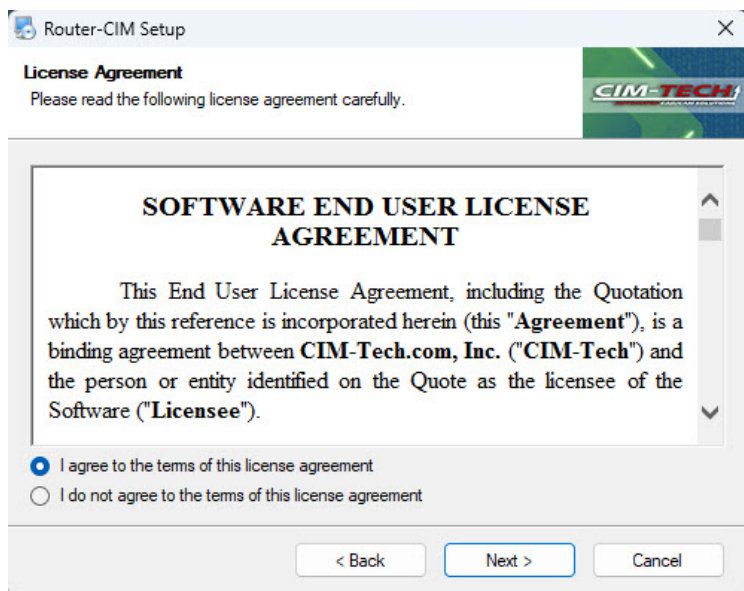 Router-CIM Setup
License Agreement
Please read the following license agreement carefully.
CIM-TECH
SOFTWARE END USER LICENSE
AGREEMENT
This End User License Agreement, including the Quotation
which by this reference is incorporated herein (this "Agreement"), is a
binding agreement between CIM-Tech.com, Inc. ("CIM-Tech") and
the person or entity identified on the Quote as the licensee of the
Software ("Licensee").
I agree to the terms of this license agreement
I do not agree to the terms of this license agreement
< Back
Next >
Cancel